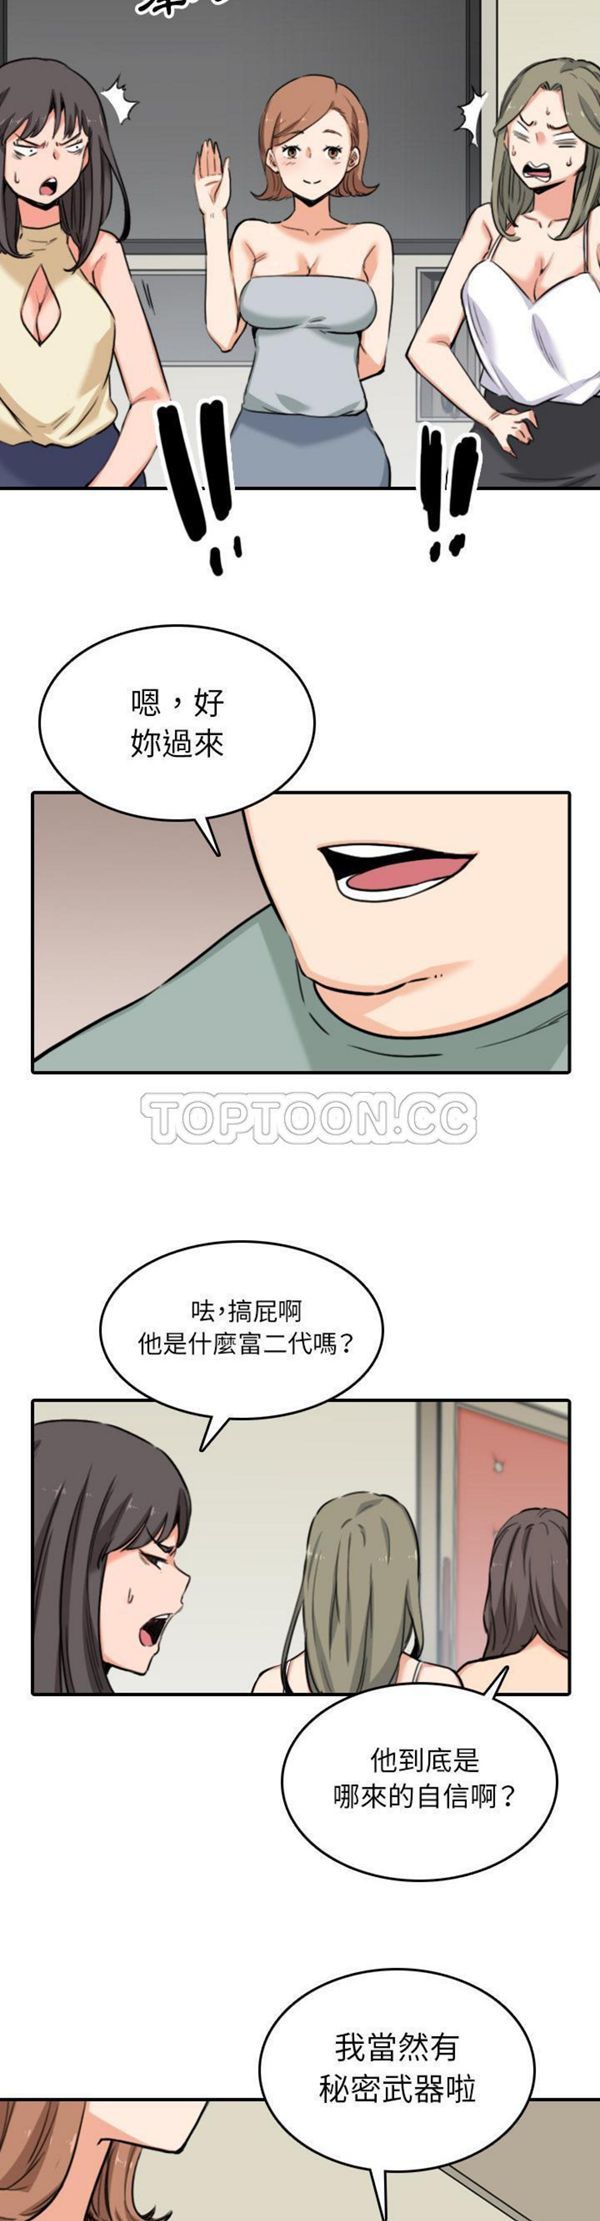 嗯，好
妳過來
TOPTOON.CC
呿，搞屁啊
他是什麼富二代嗎？
他到底是
哪來的自信啊？
我當然有
秘密武器啦